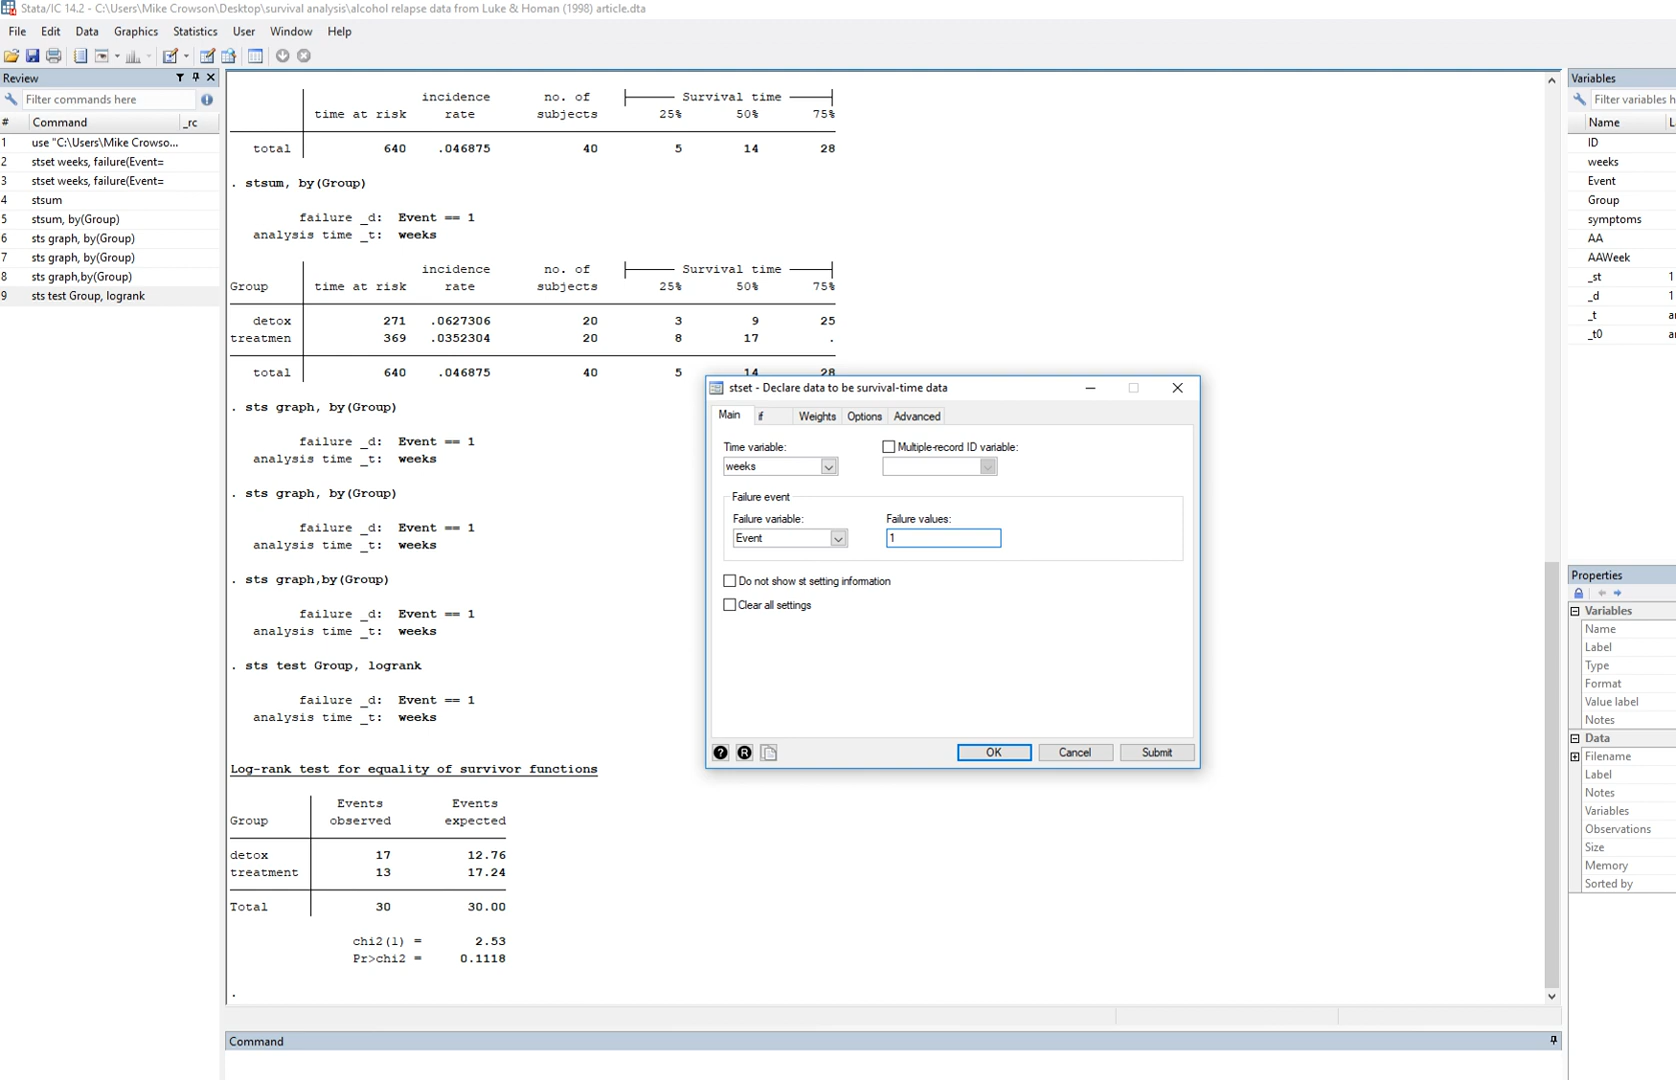 Stata/IC 14.2 - C:\Users\Mike Crowson\Desktop\survival analysis\alcohol relapse data from Luke & Homan (1998) article.dta
File Edit Data Graphics Statistics User Window Help
Review
Filter commands here
# Command _rc
1 use "C:\Users\Mike Crowso...
2 stset weeks, failure(Event=
3 stset weeks, failure(Event=
4 stsum
5 stsum, by(Group)
6 sts graph, by(Group)
7 sts graph, by(Group)
8 sts graph,by(Group)
9 sts test Group, logrank
incidence no. of Survival time
time at risk rate subjects 25% 50% 75%
total 640 .046875 40 5 14 28
. stsum, by(Group)
failure _d: Event == 1
analysis time _t: weeks
incidence no. of Survival time
Group time at risk rate subjects 25% 50% 75%
detox 271 .0627306 20 3 9 25
treatmen 369 .0352304 20 8 17 .
total 640 .046875 40 5 14 28
. sts graph, by(Group)
failure _d: Event == 1
analysis time _t: weeks
. sts graph, by(Group)
failure _d: Event == 1
analysis time _t: weeks
. sts graph,by(Group)
failure _d: Event == 1
analysis time _t: weeks
. sts test Group, logrank
failure _d: Event == 1
analysis time _t: weeks
Log-rank test for equality of survivor functions
Events Events
Group observed expected
detox 17 12.76
treatment 13 17.24
Total 30 30.00
chi2(1) = 2.53
Pr>chi2 = 0.1118
.
stset - Declare data to be survival-time data
Main if Weights Options Advanced
Time variable: Multiple-record ID variable:
weeks
Failure event
Failure variable: Failure values:
Event 1
Do not show st setting information
Clear all settings
? R OK Cancel Submit
Command
Variables
Filter variables h
Name L
ID
weeks
Event
Group
symptoms
AA
AAWeek
_st 1
_d 1
_t a
_t0 a
Properties
Variables
Name
Label
Type
Format
Value label
Notes
Data
Filename
Label
Notes
Variables
Observations
Size
Memory
Sorted by